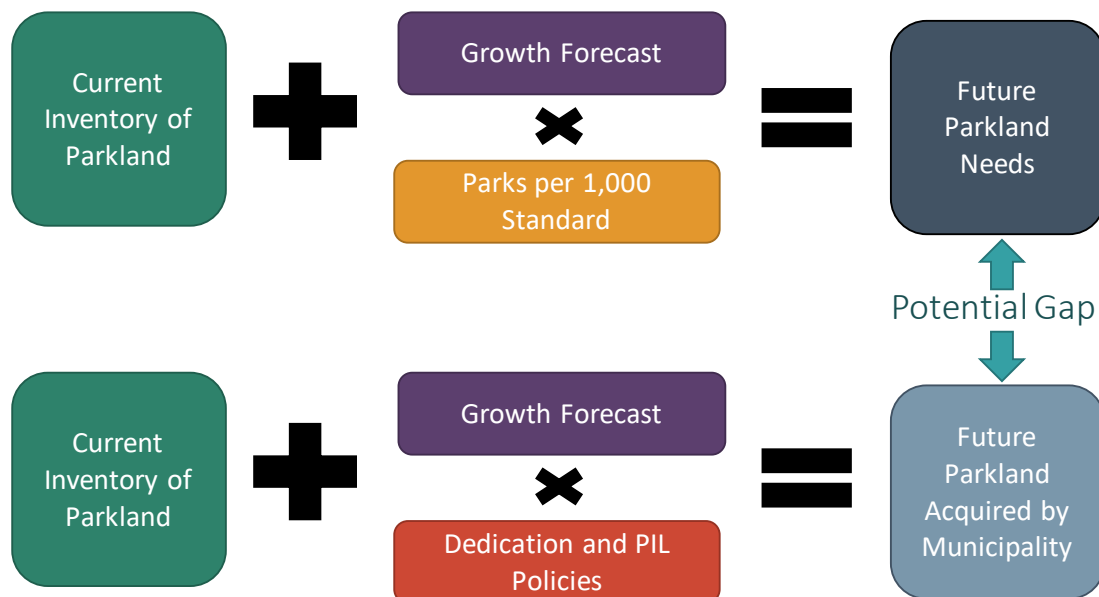 Current
Inventory of
Parkland
Growth Forecast
Parks per 1,000
Standard
Future
Parkland
Needs
Potential Gap
Current
Inventory of
Parkland
Growth Forecast
Dedication and PIL
Policies
Future
Parkland
Acquired by
Municipality